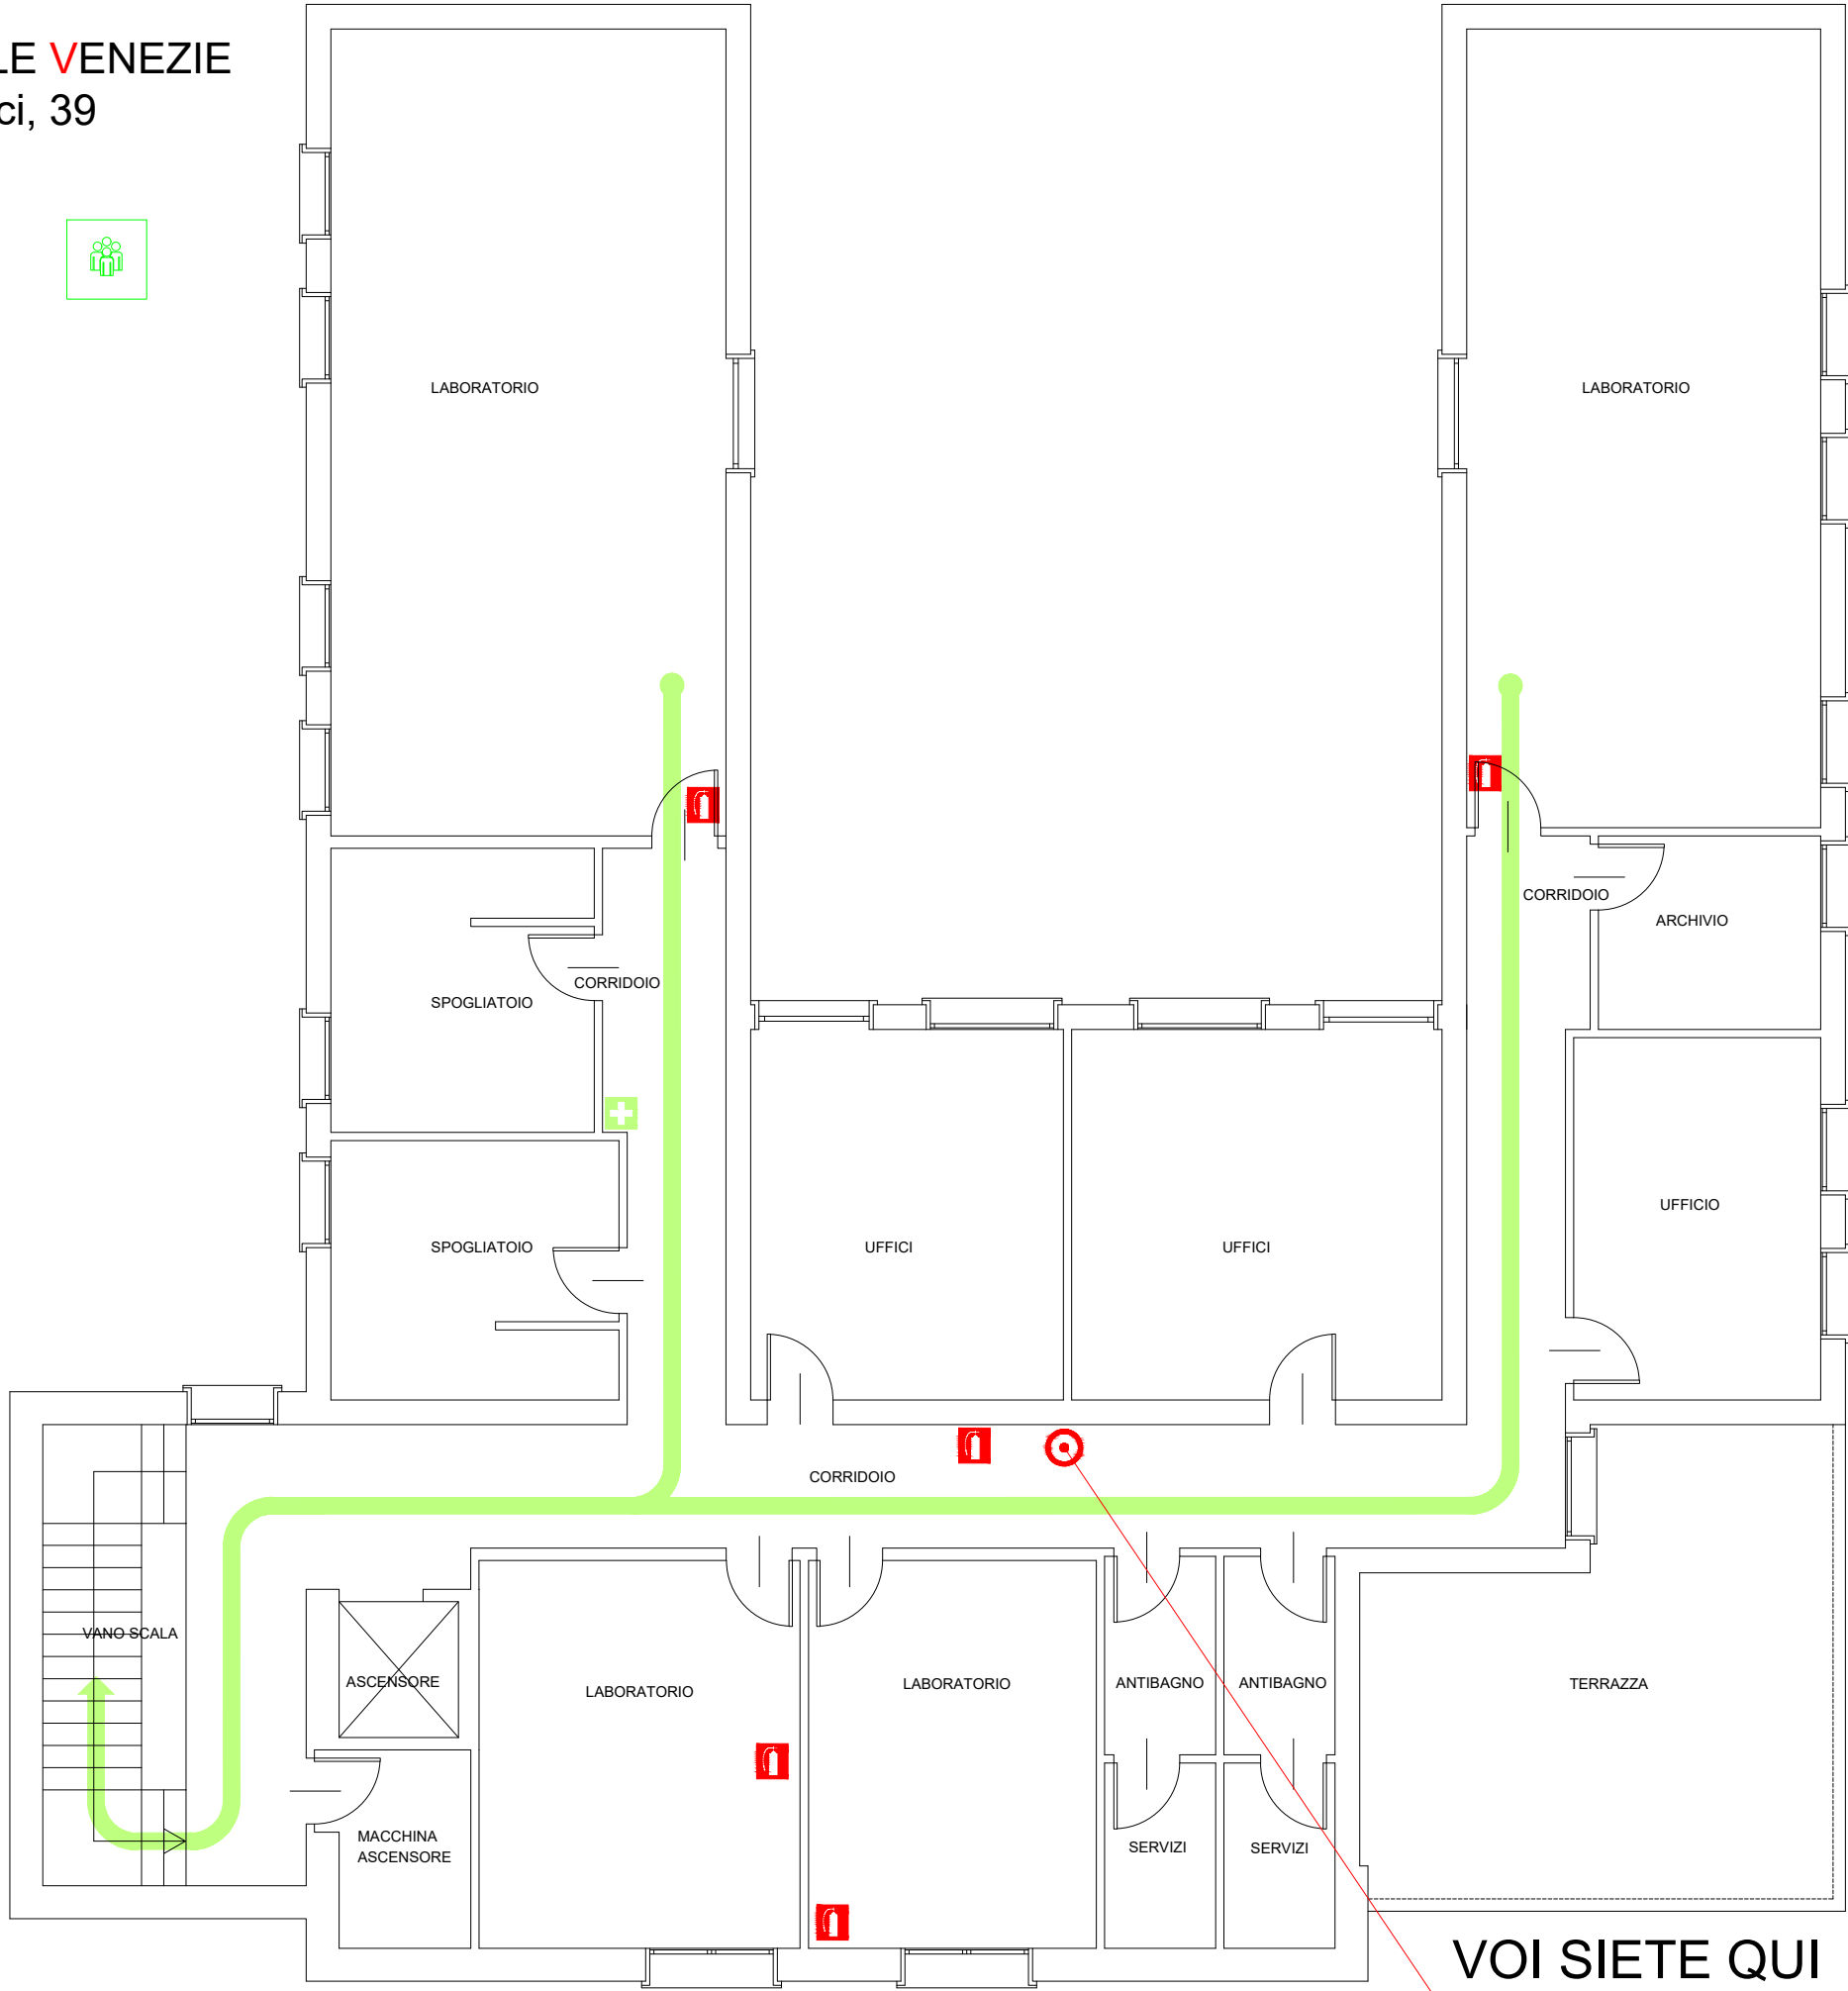 LE VENEZIE
ci, 39
LABORATORIO
LABORATORIO
CORRIDOIO
ARCHIVIO
CORRIDOIO
SPOGLIATOIO
UFFICIO
SPOGLIATOIO
UFFICI
UFFICI
CORRIDOIO
VANO SCALA
ASCENSORE
LABORATORIO
LABORATORIO
ANTIBAGNO
ANTIBAGNO
TERRAZZA
MACCHINA
ASCENSORE
SERVIZI
SERVIZI
VOI SIETE QUI